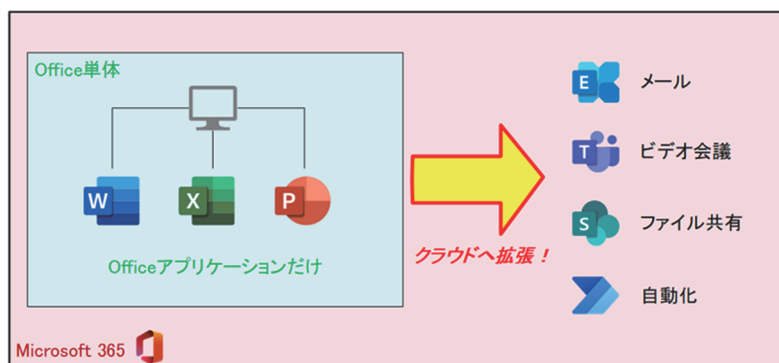 Office単体
W
X
P
Officeアプリケーションだけ
クラウドへ拡張！
E
メール
T
ビデオ会議
S
ファイル共有
自動化
Microsoft 365